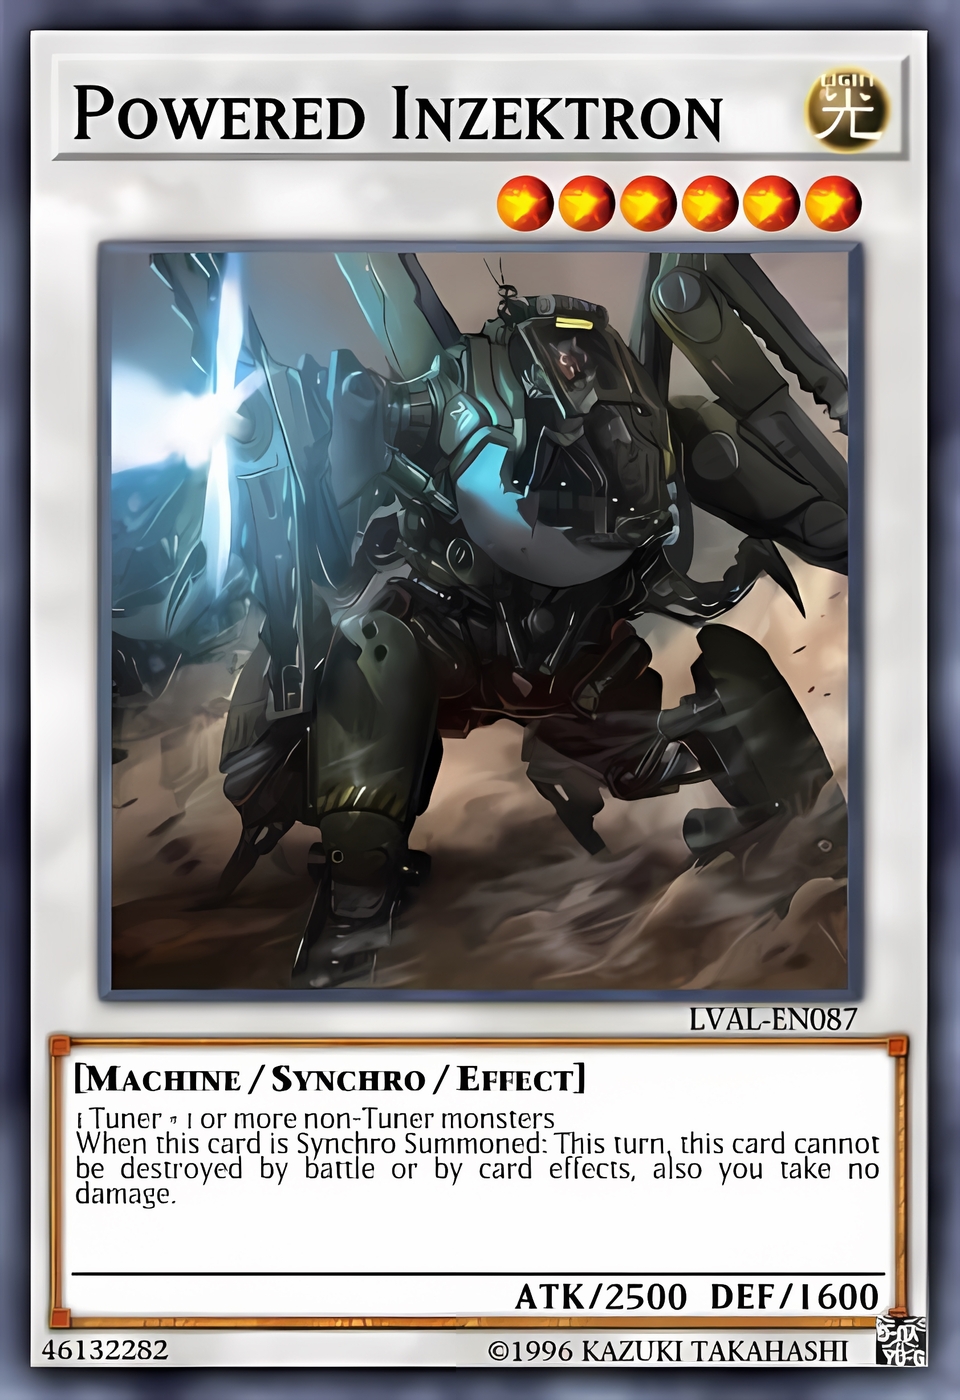 POWERED INZEKTRON
光
20
LVAL-EN087
[MACHINE / SYNCHRO / EFFECT]
1 Tuner + 1 or more non-Tuner monsters
When this card is Synchro Summoned: This turn, this card cannot
be destroyed by battle or by card effects, also you take no
damage.
ATK/2500 DEF/1600
46132282
©1996 KAZUKI TAKAHASHI